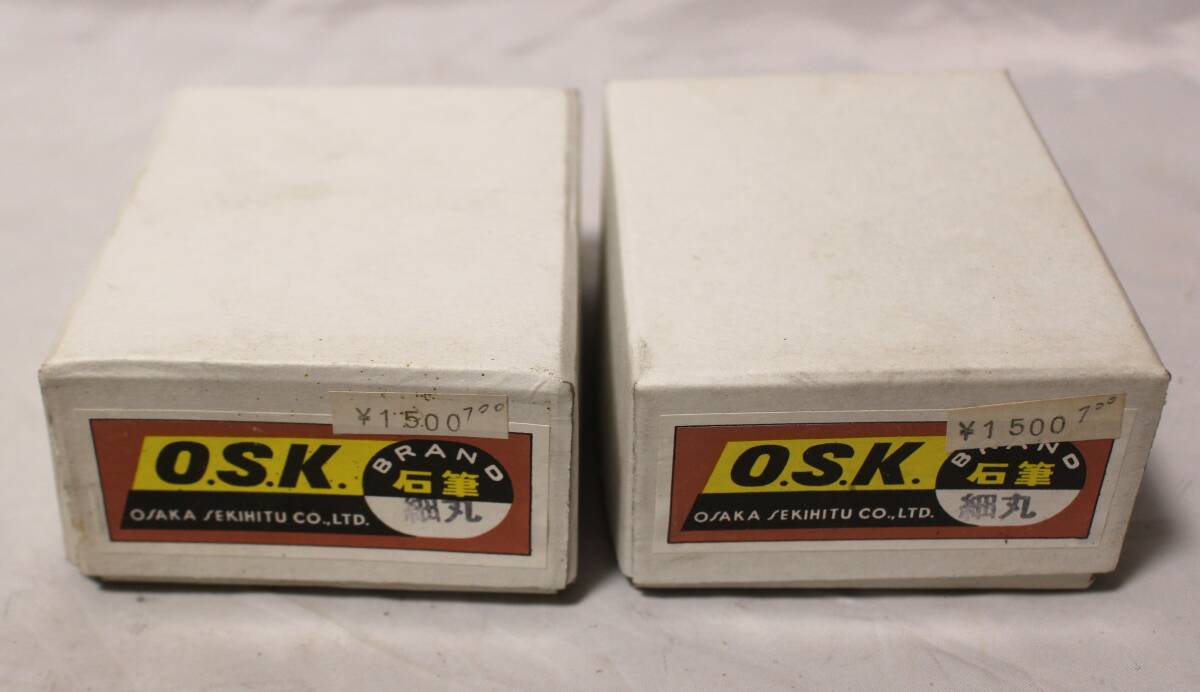 ¥1500 700
O.S.K.
BRAND
石筆
細丸
OSAKA SEKIHITU CO.,LTD.
¥1500 700
O.S.K.
BRAND
石筆
細丸
OSAKA SEKIHITU CO.,LTD.